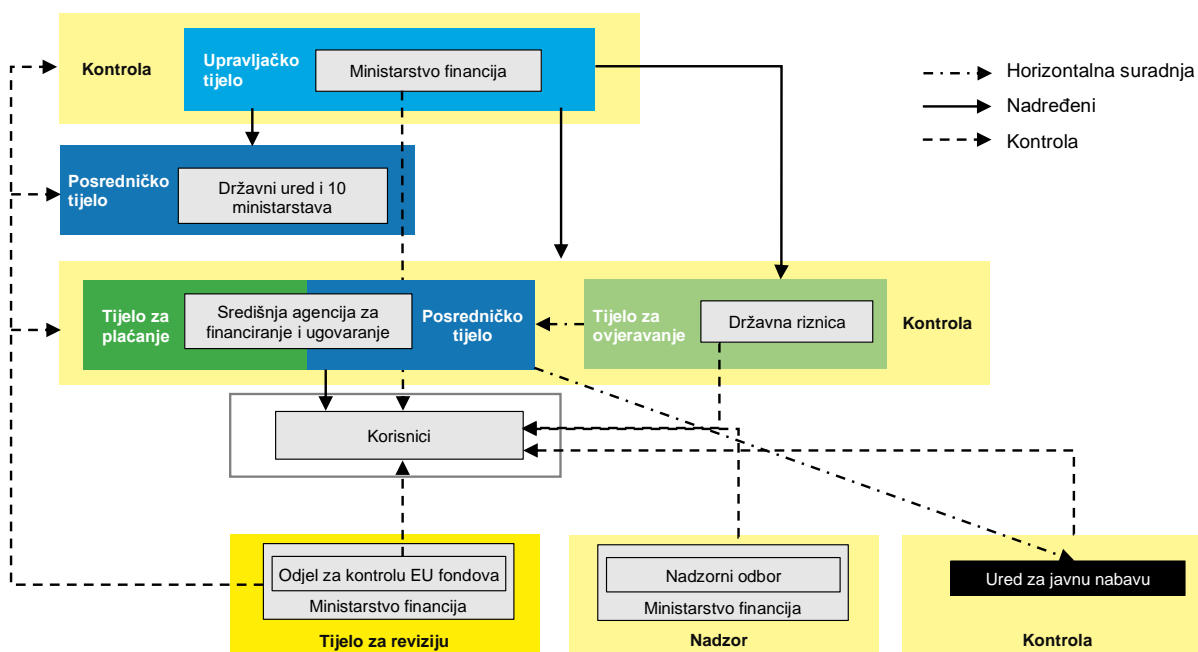 Kontrola
Upravljačko
tijelo
Ministarstvo financija
Horizontalna suradnja
Nadređeni
Kontrola
Posredničko
tijelo
Državni ured i 10
ministarstava
Tijelo za
plaćanje
Središnja agencija za
financiranje i ugovaranje
Posredničko
tijelo
Tijelo za
ovjeravanje
Državna riznica
Kontrola
Korisnici
Odjel za kontrolu EU fondova
Ministarstvo financija
Tijelo za reviziju
Nadzorni odbor
Ministarstvo financija
Nadzor
Ured za javnu nabavu
Kontrola